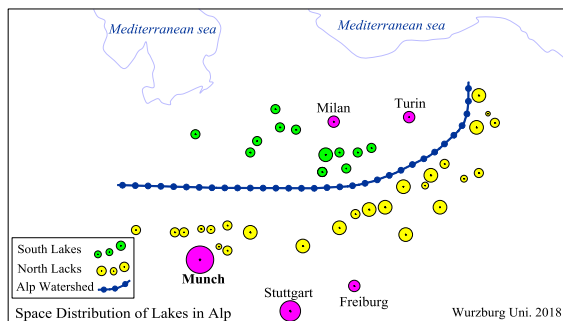 Mediterranean sea
Mediterranean sea
Milan
Turin
South Lakes
North Lacks
Alp Watershed
Munch
Stuttgart
Freiburg
Space Distribution of Lakes in Alp
Wurzburg Uni. 2018